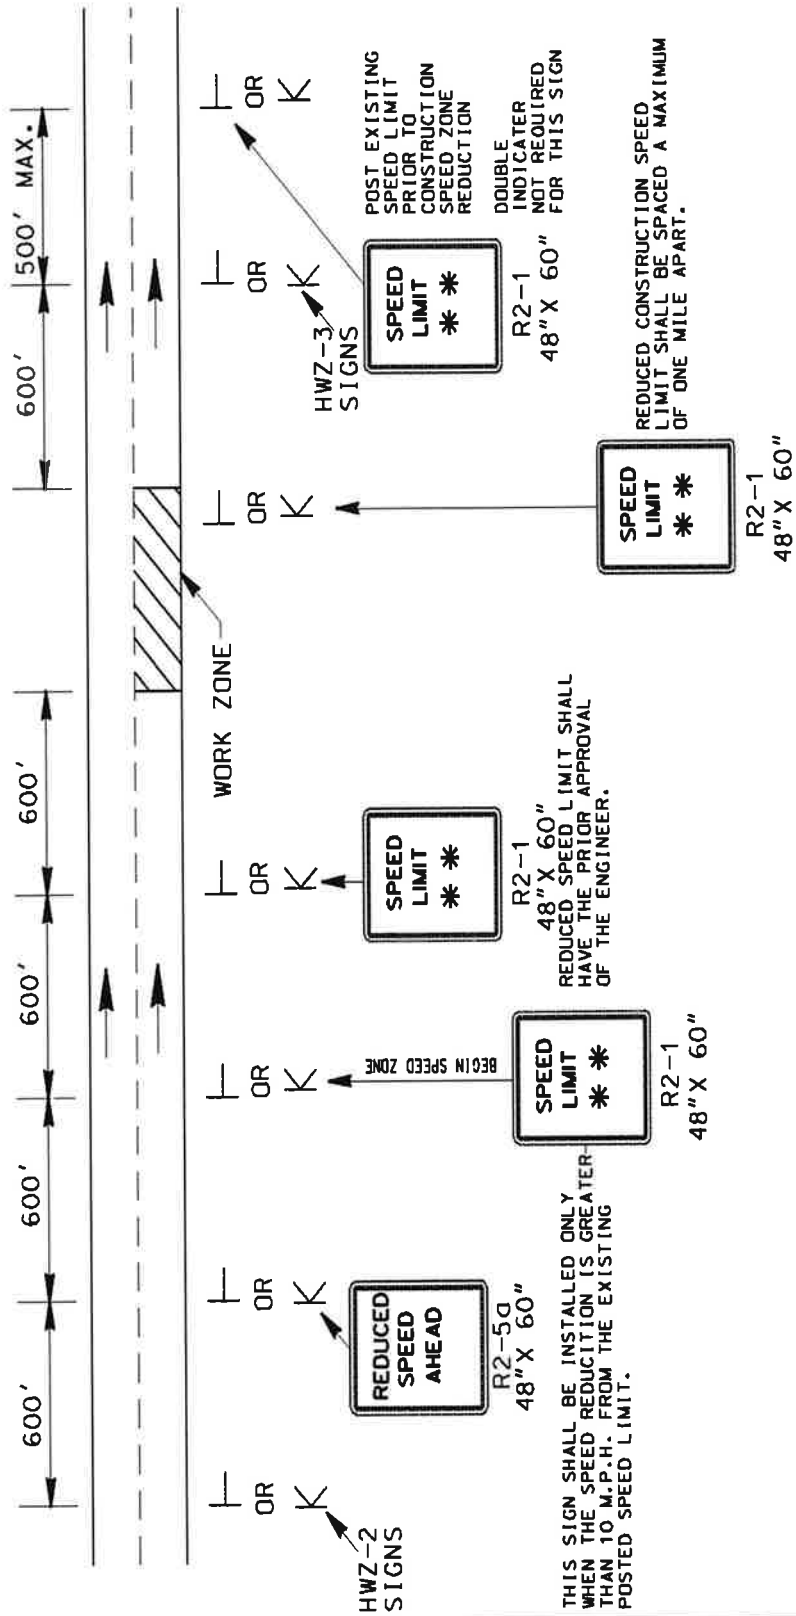 600'
600'
600'
600'
600'
500' MAX.
WORK ZONE
⊥ OR K
⊥ OR K
⊥ OR K
⊥ OR K
⊥ OR K
⊥ OR K
⊥ OR K
HWZ-2
SIGNS
REDUCED
SPEED
AHEAD
R2-5a
48"X 60"
THIS SIGN SHALL BE INSTALLED ONLY
WHEN THE SPEED REDUCITION IS GREATER
THAN 10 M.P.H. FROM THE EXISTING
POSTED SPEED LIMIT.
BEGIN SPEED ZONE
SPEED
LIMIT
* *
R2-1
48"X 60"
SPEED
LIMIT
* *
R2-1
48"X 60"
REDUCED SPEED LIMIT SHALL
HAVE THE PRIOR APPROVAL
OF THE ENGINEER.
SPEED
LIMIT
* *
R2-1
48"X 60"
REDUCED CONSTRUCTION SPEED
LIMIT SHALL BE SPACED A MAXIMUM
OF ONE MILE APART.
HWZ-3
SIGNS
SPEED
LIMIT
* *
R2-1
48"X 60"
POST EXISTING
SPEED LIMIT
PRIOR TO
CONSTRUCTION
SPEED ZONE
REDUCTION
DOUBLE
INDICATER
NOT REQUIRED
FOR THIS SIGN